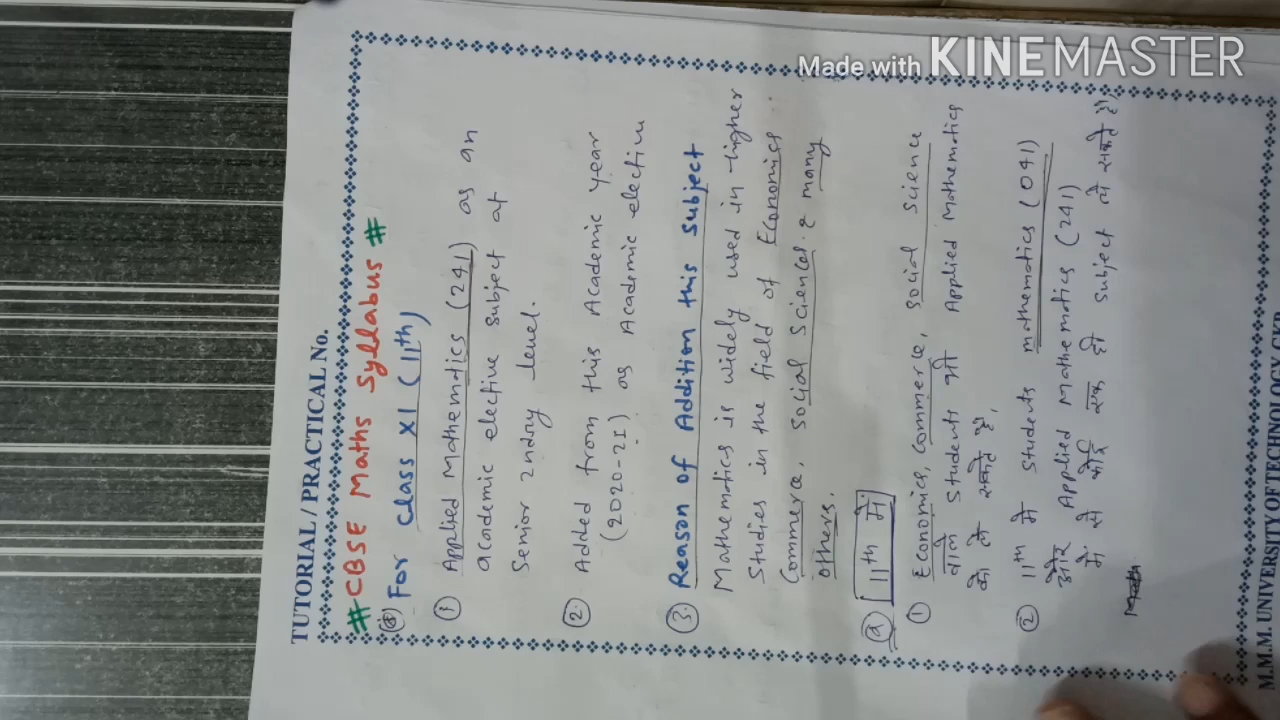 Made with KINEMASTER
TUTORIAL / PRACTICAL No.
# CBSE Maths Syllabus #
For Class XI (11th)
① Applied Mathematics (241) as an
academic elective subject at
Senior 2ndry level.
②. Added from this Academic Year
(2020-21) as Academic elective
③. Reason of Addition this subject
Mathematics is widely used in Higher
Studies in the field of Economics
Commerce, Social Sciences. & many
others.
ⓐ 11th में
① Economics, Commerce, Social Science
वाले Students भी Applied Mathematics
को ले सकते है,
② 11th मे Students mathematics (041)
और Applied Mathematics (241)
मे से कोई एक ही subject ले सकते है,
M.M.M. UNIVERSITY OF TECHNOLOGY, GKP